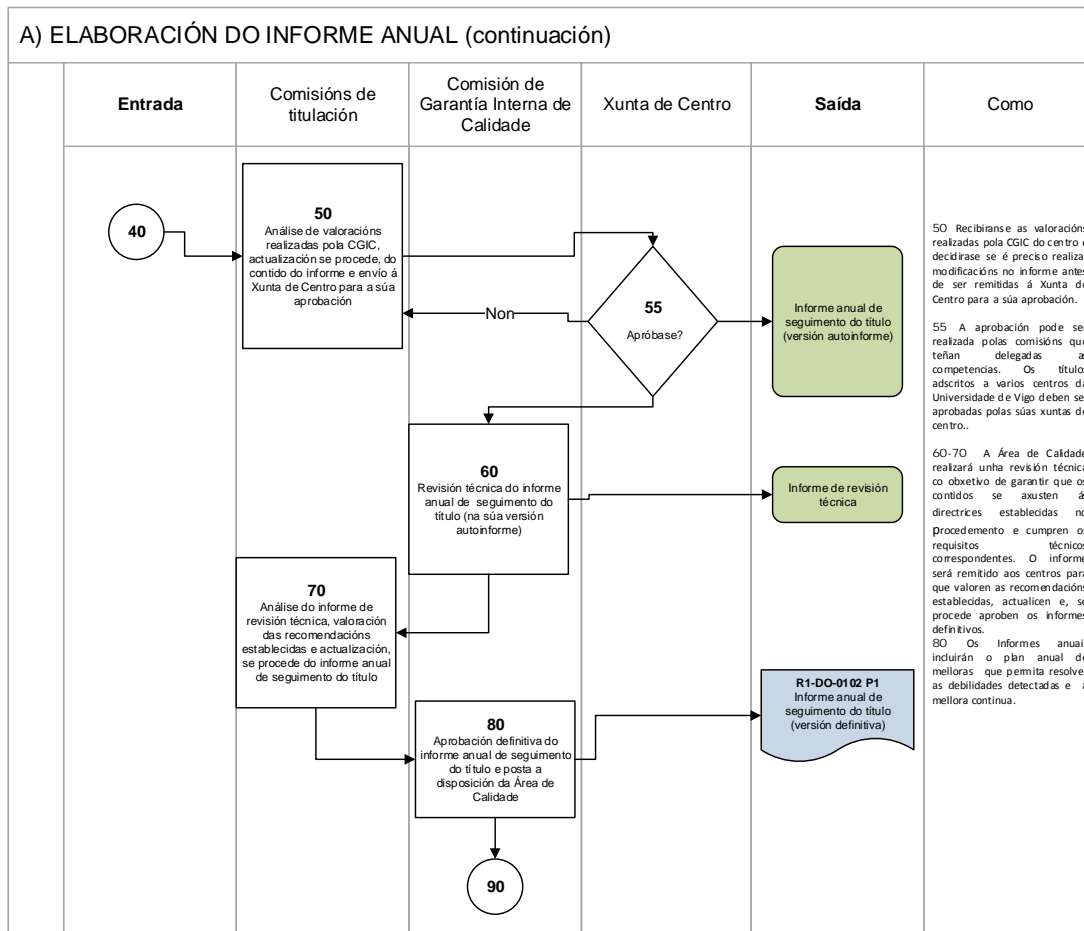 A) ELABORACIÓN DO INFORME ANUAL (continuación)
Entrada
Comisións de
titulación
Comisión de
Garantía Interna de
Calidade
Xunta de Centro
Saída
Como
40
50
Análise de valoracións
realizadas pola CGIC,
actualización se procede, do
contido do informe e envío á
Xunta de Centro para a súa
aprobación
Non
55
Apróbase?
Informe anual de
seguimento do título
(versión autoinforme)
60
Revisión técnica do informe
anual de seguimento do
título (na súa versión
autoinforme)
Informe de revisión
técnica
70
Análise do informe de
revisión técnica, valoración
das recomendacións
establecidas e actualización,
se procede do informe anual
de seguimento do título
80
Aprobación definitiva do
informe anual de seguimento
do título e posta a
disposición da Área de
Calidade
R1-DO-0102 P1
Informe anual de
seguimento do título
(versión definitiva)
90
50 Recibiranse as valoracións
realizadas pola CGIC do centro
decidirase se é preciso realiza
modificacións no informe antes
de ser remitidas á Xunta de
Centro para a súa aprobación.
55 A aprobación pode ser
realizada polas comisións que
teñan delegadas as
competencias. Os títulos
adscritos a varios centros da
Universidade de Vigo deben se
aprobadas polas súas xuntas de
centro..
60-70 A Área de Calidade
realizará unha revisión técnica
co obxetivo de garantir que os
contidos se axusten ás
directrices establecidas no
procedemento e cumpren os
requisitos técnicos
correspondentes. O informe
será remitido aos centros para
que valoren as recomendacións
establecidas, actualicen e, se
procede aproben os informes
definitivos.
80 Os Informes anuais
incluirán o plan anual de
melloras que permita resolve
as debilidades detectadas e
mellora continua.